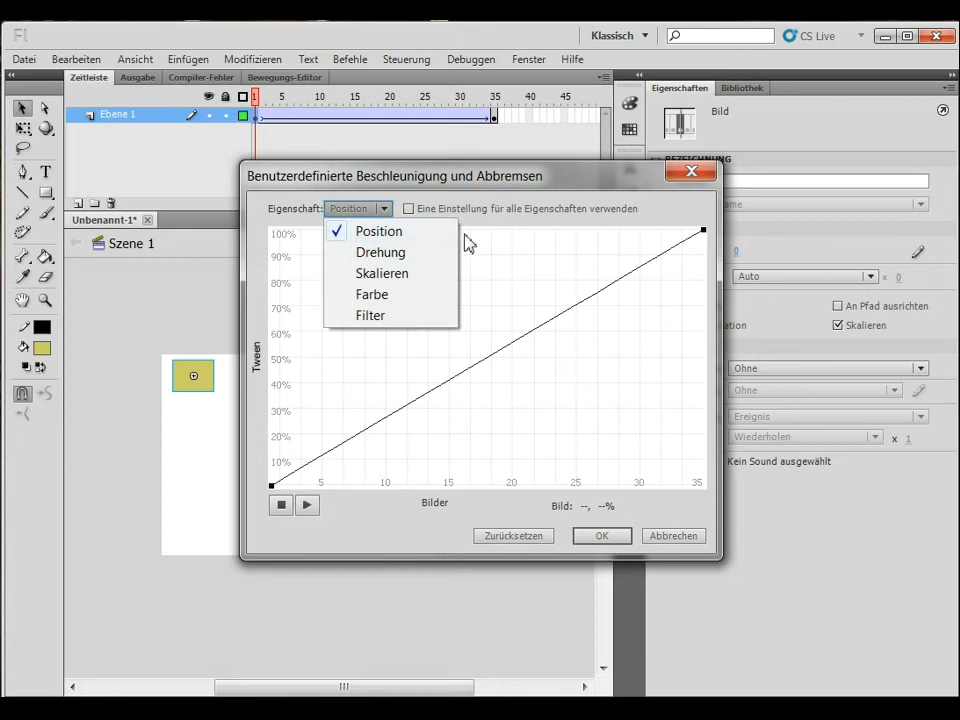 Fl
Klassisch
CS Live
Datei Bearbeiten Ansicht Einfügen Modifizieren Text Befehle Steuerung Debuggen Fenster Hilfe
Zeitleiste Ausgabe Compiler-Fehler Bewegungs-Editor
Eigenschaften Bibliothek
1 5 10 15 20 25 30 35 40 45
Ebene 1
Bild
BEZEICHNUNG
Benutzerdefinierte Beschleunigung und Abbremsen
Eigenschaft: Position
Eine Einstellung für alle Eigenschaften verwenden
Position
Drehung
Skalieren
Farbe
Filter
Unbenannt-1*
Szene 1
0
Auto x 0
An Pfad ausrichten
Skalieren
Ohne
Ohne
Ereignis
Wiederholen x 1
Kein Sound ausgewählt
100%
90%
80%
70%
60%
50%
40%
30%
20%
10%
Tween
5 10 15 20 25 30 35
Bilder
Bild: --, --%
Zurücksetzen OK Abbrechen